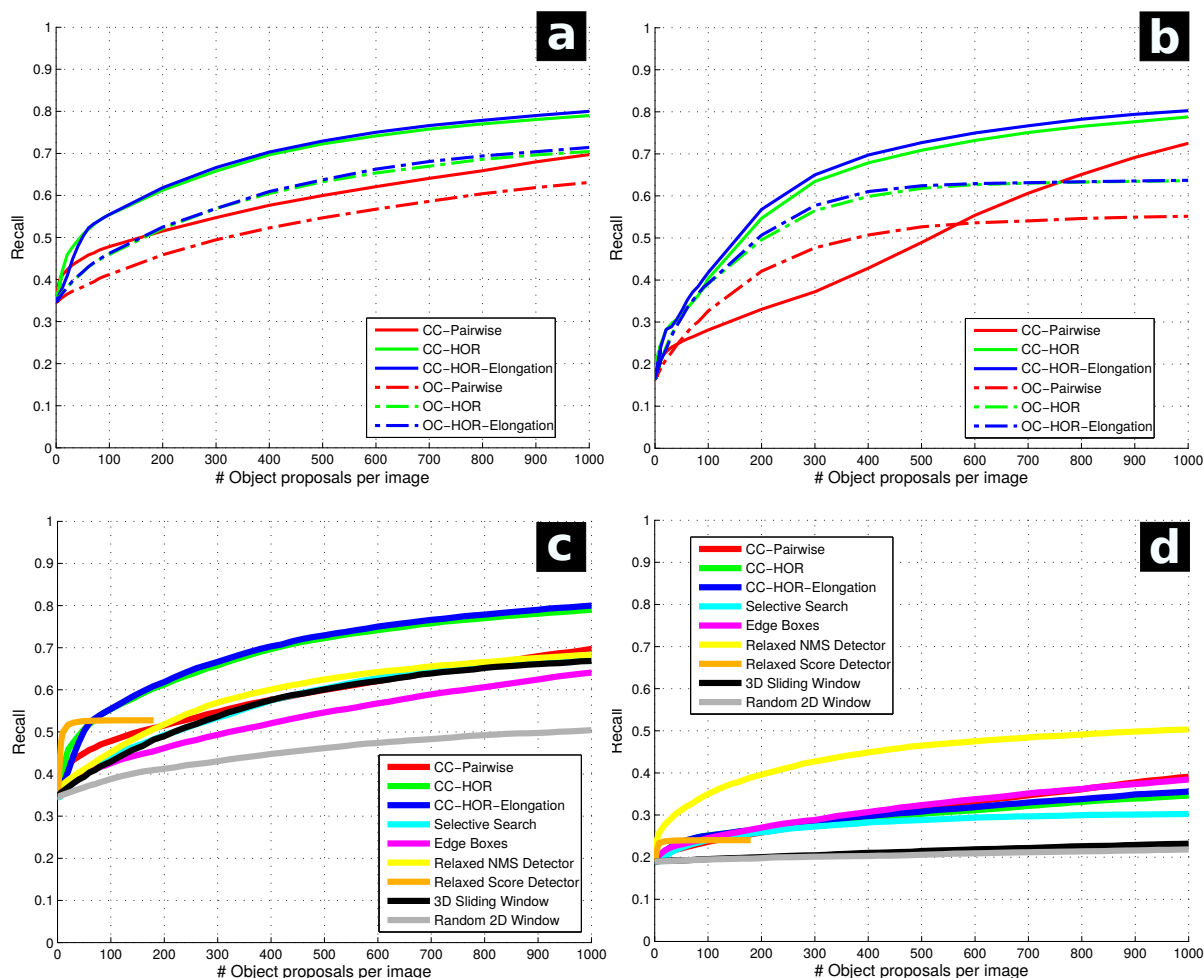 a
1
0.9
0.8
0.7
0.6
0.5
0.4
0.3
0.2
0.1
0
Recall
0 100 200 300 400 500 600 700 800 900 1000
# Object proposals per image
CC-Pairwise
CC-HOR
CC-HOR-Elongation
OC-Pairwise
OC-HOR
OC-HOR-Elongation
b
1
0.9
0.8
0.7
0.6
0.5
0.4
0.3
0.2
0.1
0
Recall
0 100 200 300 400 500 600 700 800 900 1000
# Object proposals per image
CC-Pairwise
CC-HOR
CC-HOR-Elongation
OC-Pairwise
OC-HOR
OC-HOR-Elongation
c
1
0.9
0.8
0.7
0.6
0.5
0.4
0.3
0.2
0.1
0
Recall
0 100 200 300 400 500 600 700 800 900 1000
# Object proposals per image
CC-Pairwise
CC-HOR
CC-HOR-Elongation
Selective Search
Edge Boxes
Relaxed NMS Detector
Relaxed Score Detector
3D Sliding Window
Random 2D Window
d
1
0.9
0.8
0.7
0.6
0.5
0.4
0.3
0.2
0.1
0
Recall
0 100 200 300 400 500 600 700 800 900 1000
# Object proposals per image
CC-Pairwise
CC-HOR
CC-HOR-Elongation
Selective Search
Edge Boxes
Relaxed NMS Detector
Relaxed Score Detector
3D Sliding Window
Random 2D Window